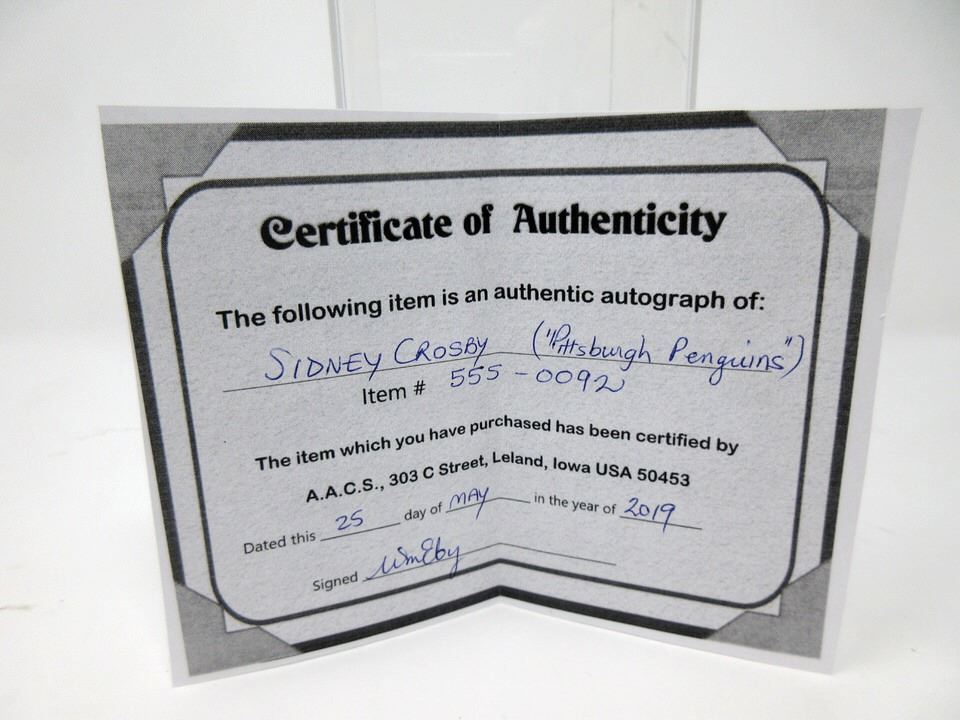 Certificate of Authenticity
The following item is an authentic autograph of:
SIDNEY CROSBY ("Pittsburgh Penguins")
Item # 555-0092
The item which you have purchased has been certified by
A.A.C.S., 303 C Street, Leland, Iowa USA 50453
Dated this 25 day of MAY in the year of 2019
Signed WmEby